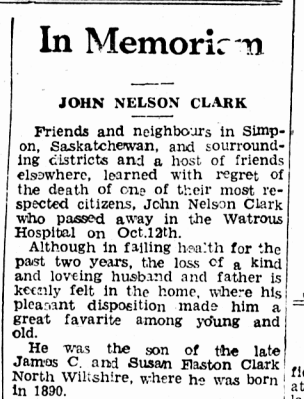 In Memoriam
JOHN NELSON CLARK
Friends and neighbours in Simp-
son, Saskatchewan, and sourround-
ing districts and a host of friends
elsewhere, learned with regret of
the death of one of their most re-
spected citizens, John Nelson Clark
who passed away in the Watrous
Hospital on Oct.12th.
Although in failing health for the
past two years, the loss of a kind
and loveing husband and father is
keenly felt in the home, where his
pleasant disposition made him a
great favarite among young and
old.
He was the son of the late
James C. and Susan Haston Clark
North Wiltshire, where he was born
in 1890.